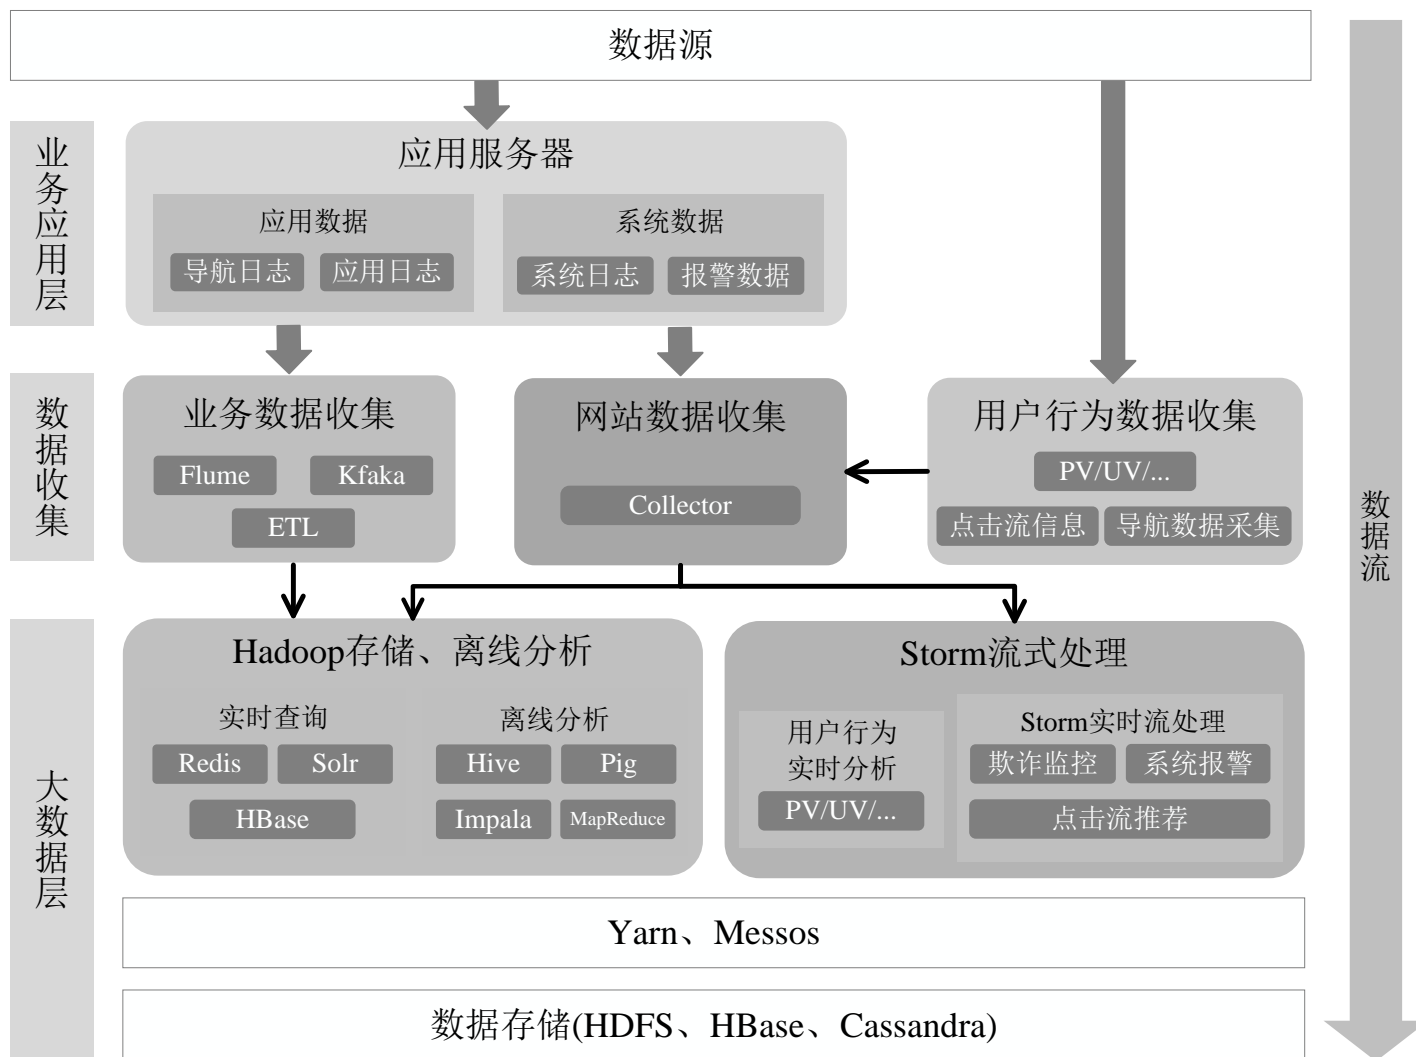 数据源
业务应用层
应用服务器
应用数据
导航日志
应用日志
系统数据
系统日志
报警数据
数据收集
业务数据收集
Flume
Kfaka
ETL
网站数据收集
Collector
用户行为数据收集
PV/UV/...
点击流信息
导航数据采集
数据流
大数据层
Hadoop存储、离线分析
实时查询
Redis
Solr
HBase
离线分析
Hive
Pig
Impala
MapReduce
Storm流式处理
用户行为
实时分析
PV/UV/...
Storm实时流处理
欺诈监控
系统报警
点击流推荐
Yarn、Messos
数据存储(HDFS、HBase、Cassandra)